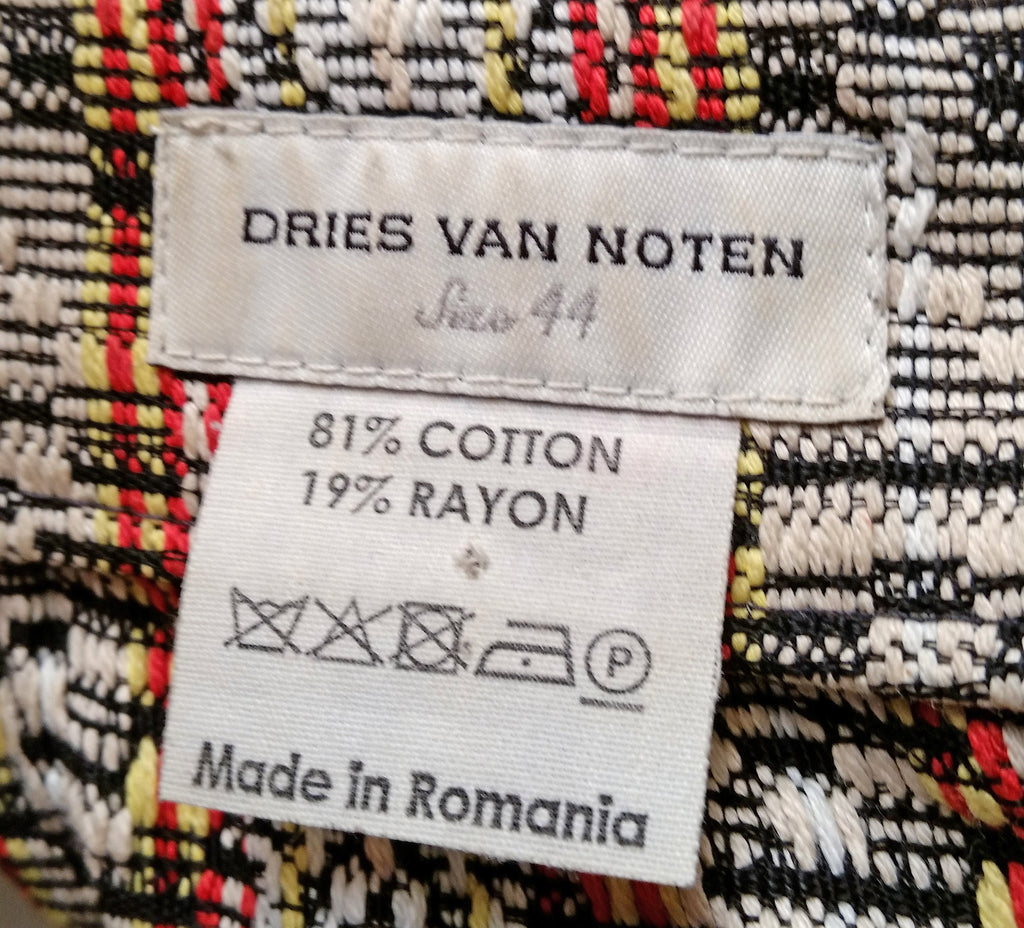 DRIES VAN NOTEN
Size 44
81% COTTON
19% RAYON
P
Made in Romania